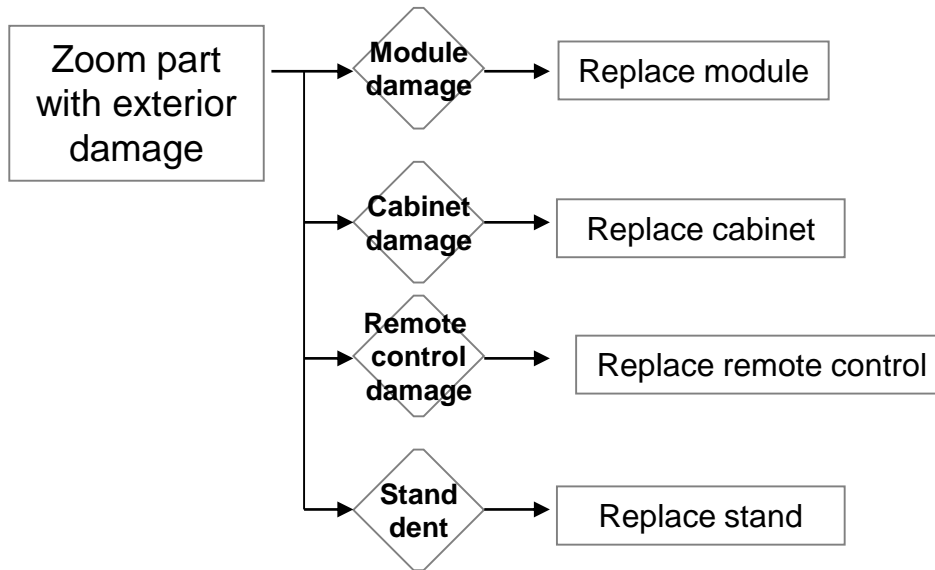 Zoom part
with exterior
damage
Module
damage
Replace module
Cabinet
damage
Replace cabinet
Remote
control
damage
Replace remote control
Stand
dent
Replace stand